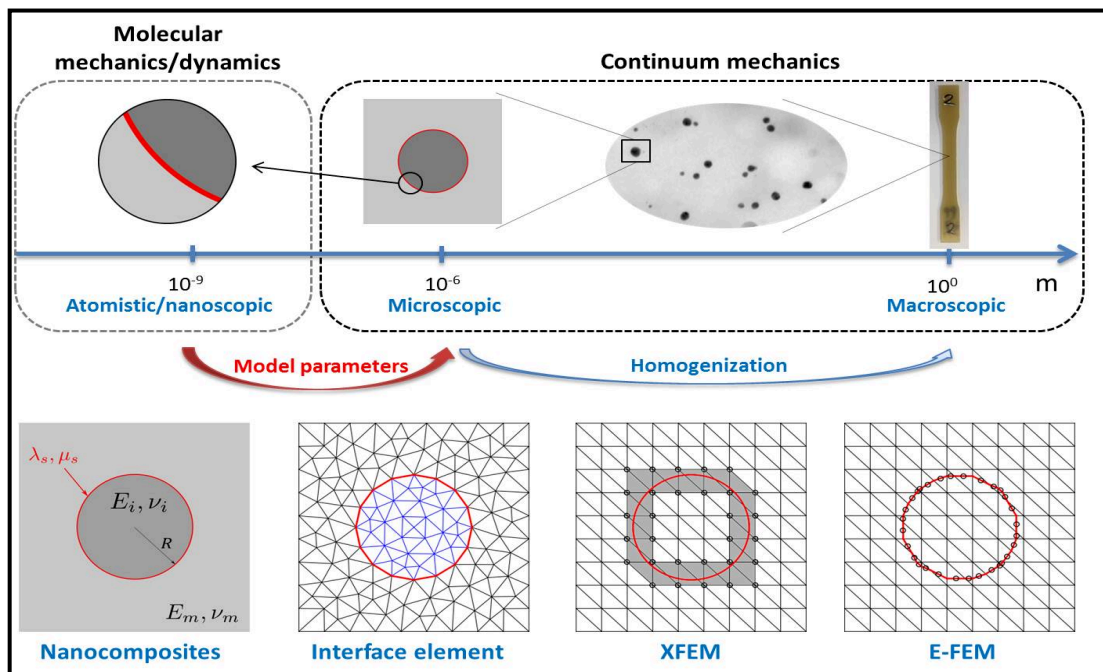 Molecular
mechanics/dynamics
Continuum mechanics
2
2
10⁻⁹
10⁻⁶
10⁰
m
Atomistic/nanoscopic
Microscopic
Macroscopic
Model parameters
Homogenization
λₛ, μₛ
Eᵢ, νᵢ
R
Eₘ, νₘ
Nanocomposites
Interface element
XFEM
E-FEM